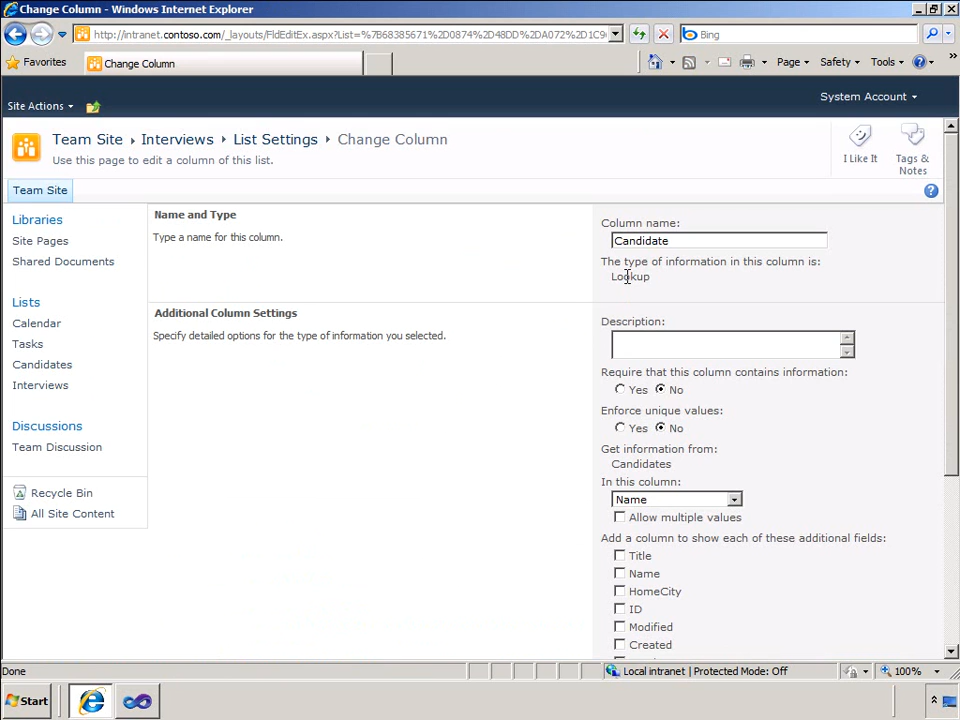 Change Column - Windows Internet Explorer
http://intranet.contoso.com/_layouts/FldEditEx.aspx?List=%7B68385671%2D0874%2D48DD%2DA072%2D1C9
Bing
Favorites
Change Column
Page
Safety
Tools
Site Actions
System Account
Team Site
Interviews
List Settings
Change Column
Use this page to edit a column of this list.
I Like It
Tags &
Notes
Team Site
Libraries
Site Pages
Shared Documents
Lists
Calendar
Tasks
Candidates
Interviews
Discussions
Team Discussion
Recycle Bin
All Site Content
Name and Type
Type a name for this column.
Column name:
Candidate
The type of information in this column is:
Lookup
Additional Column Settings
Specify detailed options for the type of information you selected.
Description:
Require that this column contains information:
Yes No
Enforce unique values:
Yes No
Get information from:
Candidates
In this column:
Name
Allow multiple values
Add a column to show each of these additional fields:
Title
Name
HomeCity
ID
Modified
Created
Done
Local intranet | Protected Mode: Off
100%
Start